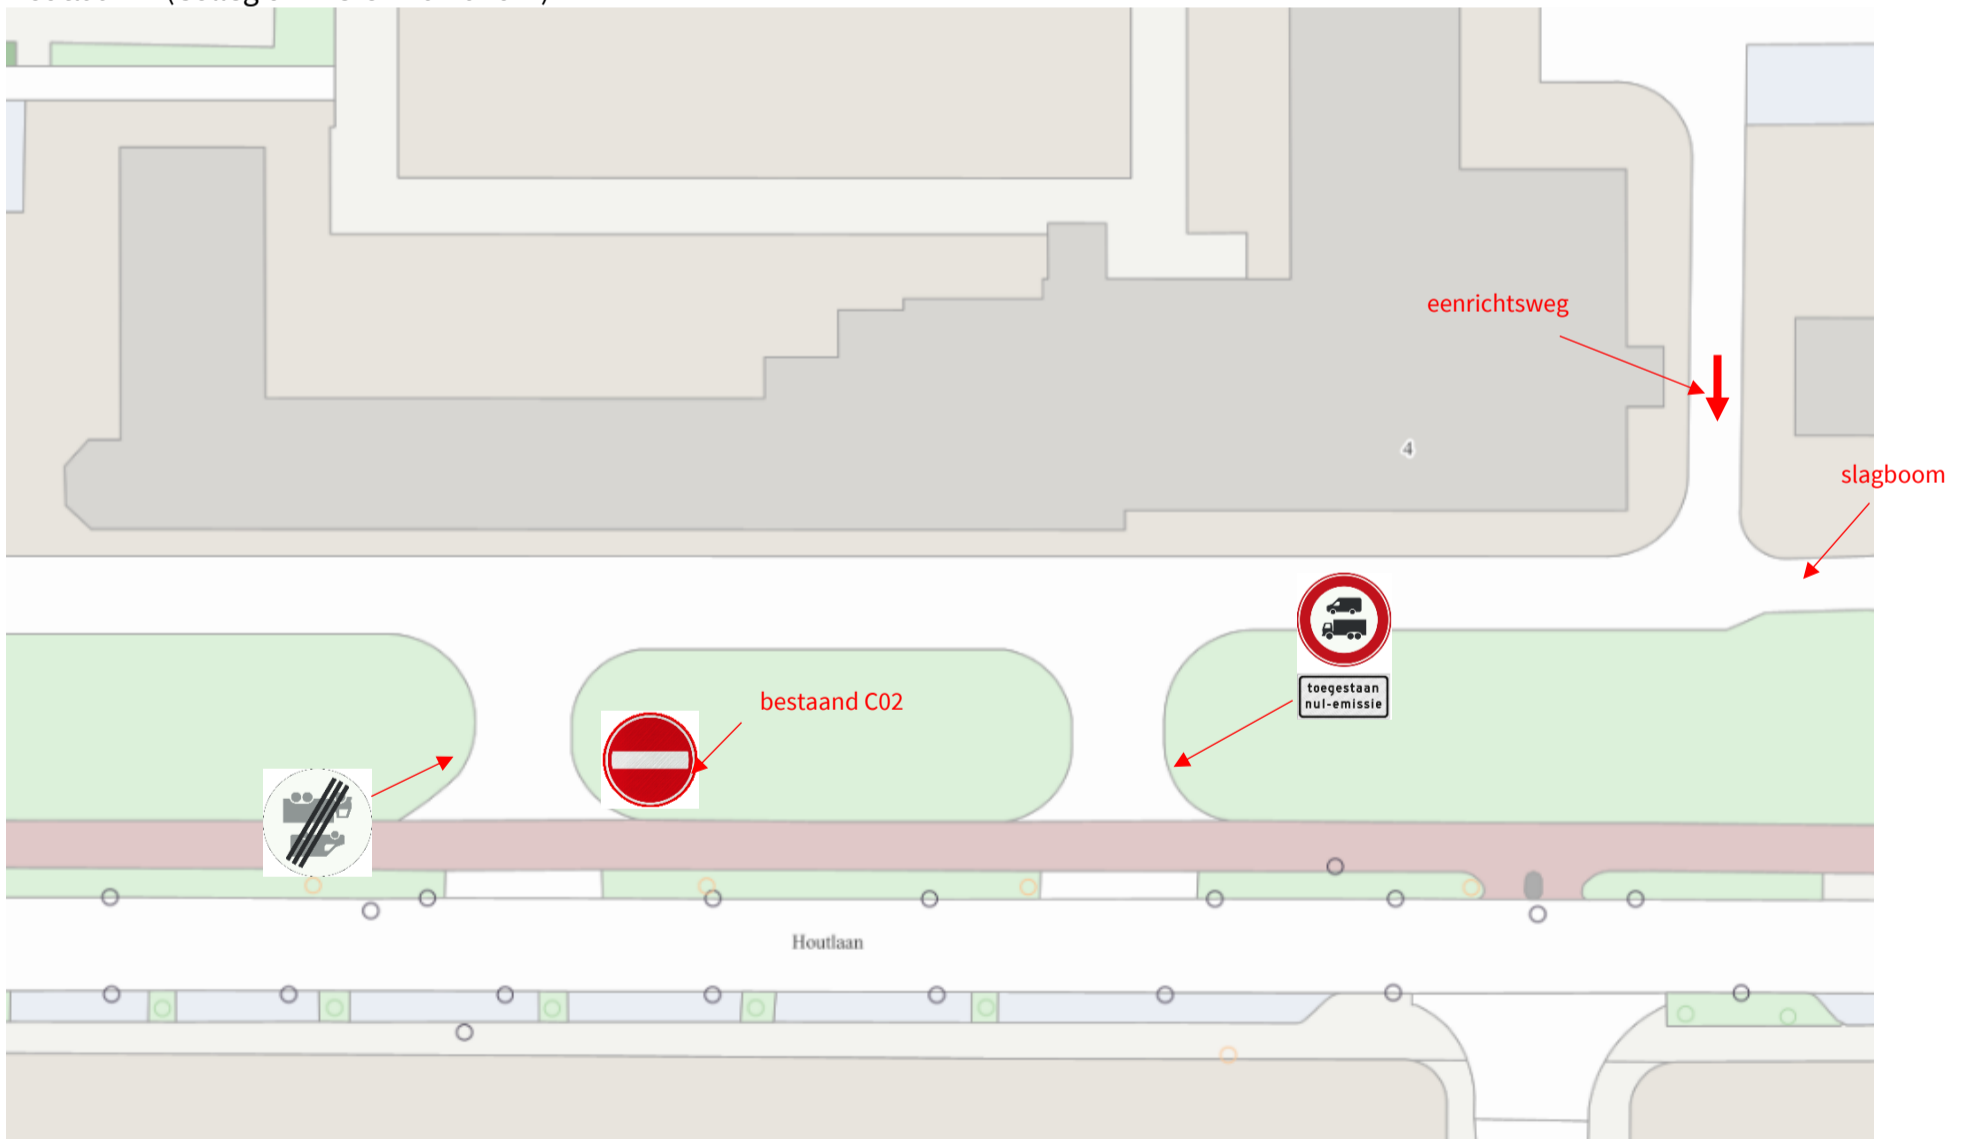 eenrichtsweg
4
slagboom
toegestaan
nul-emissie
bestaand C02
Houtlaan